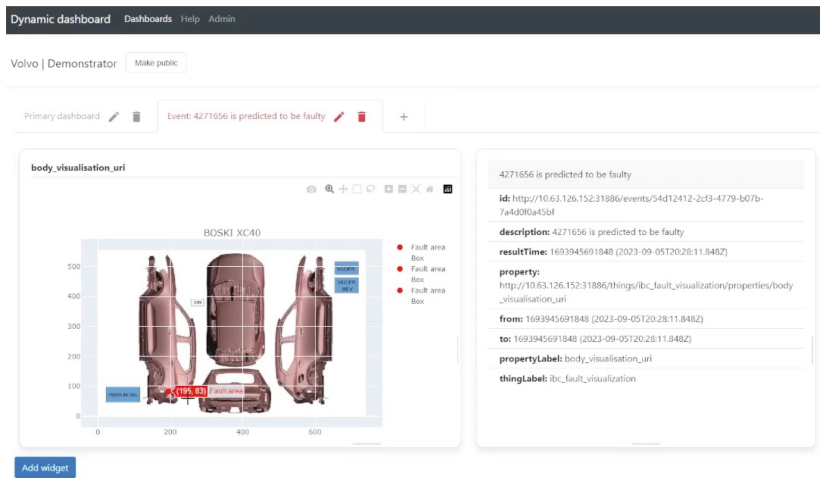 Dynamic dashboard Dashboards Help Admin
Volvo | Demonstrator Make public
Primary dashboard Event: 4271656 is predicted to be faulty +
body_visualisation_uri
BOSKI XC40
Fault area
Box
Fault area
Box
Fault area
Box
500
400
300
200
100
0
0 200 400 600
(195, 83) Fault area
Add widget
4271656 is predicted to be faulty
id: http://10.63.126.152:31886/events/54d12412-2cf3-4779-b07b-
7a4d0f0a45bf
description: 4271656 is predicted to be faulty
resultTime: 1693945691848 (2023-09-05T20:28:11.848Z)
property:
http://10.63.126.152:31886/things/ibc_fault_visualization/properties/body
_visualisation_uri
from: 1693945691848 (2023-09-05T20:28:11.848Z)
to: 1693945691848 (2023-09-05T20:28:11.848Z)
propertyLabel: body_visualisation_uri
thingLabel: ibc_fault_visualization